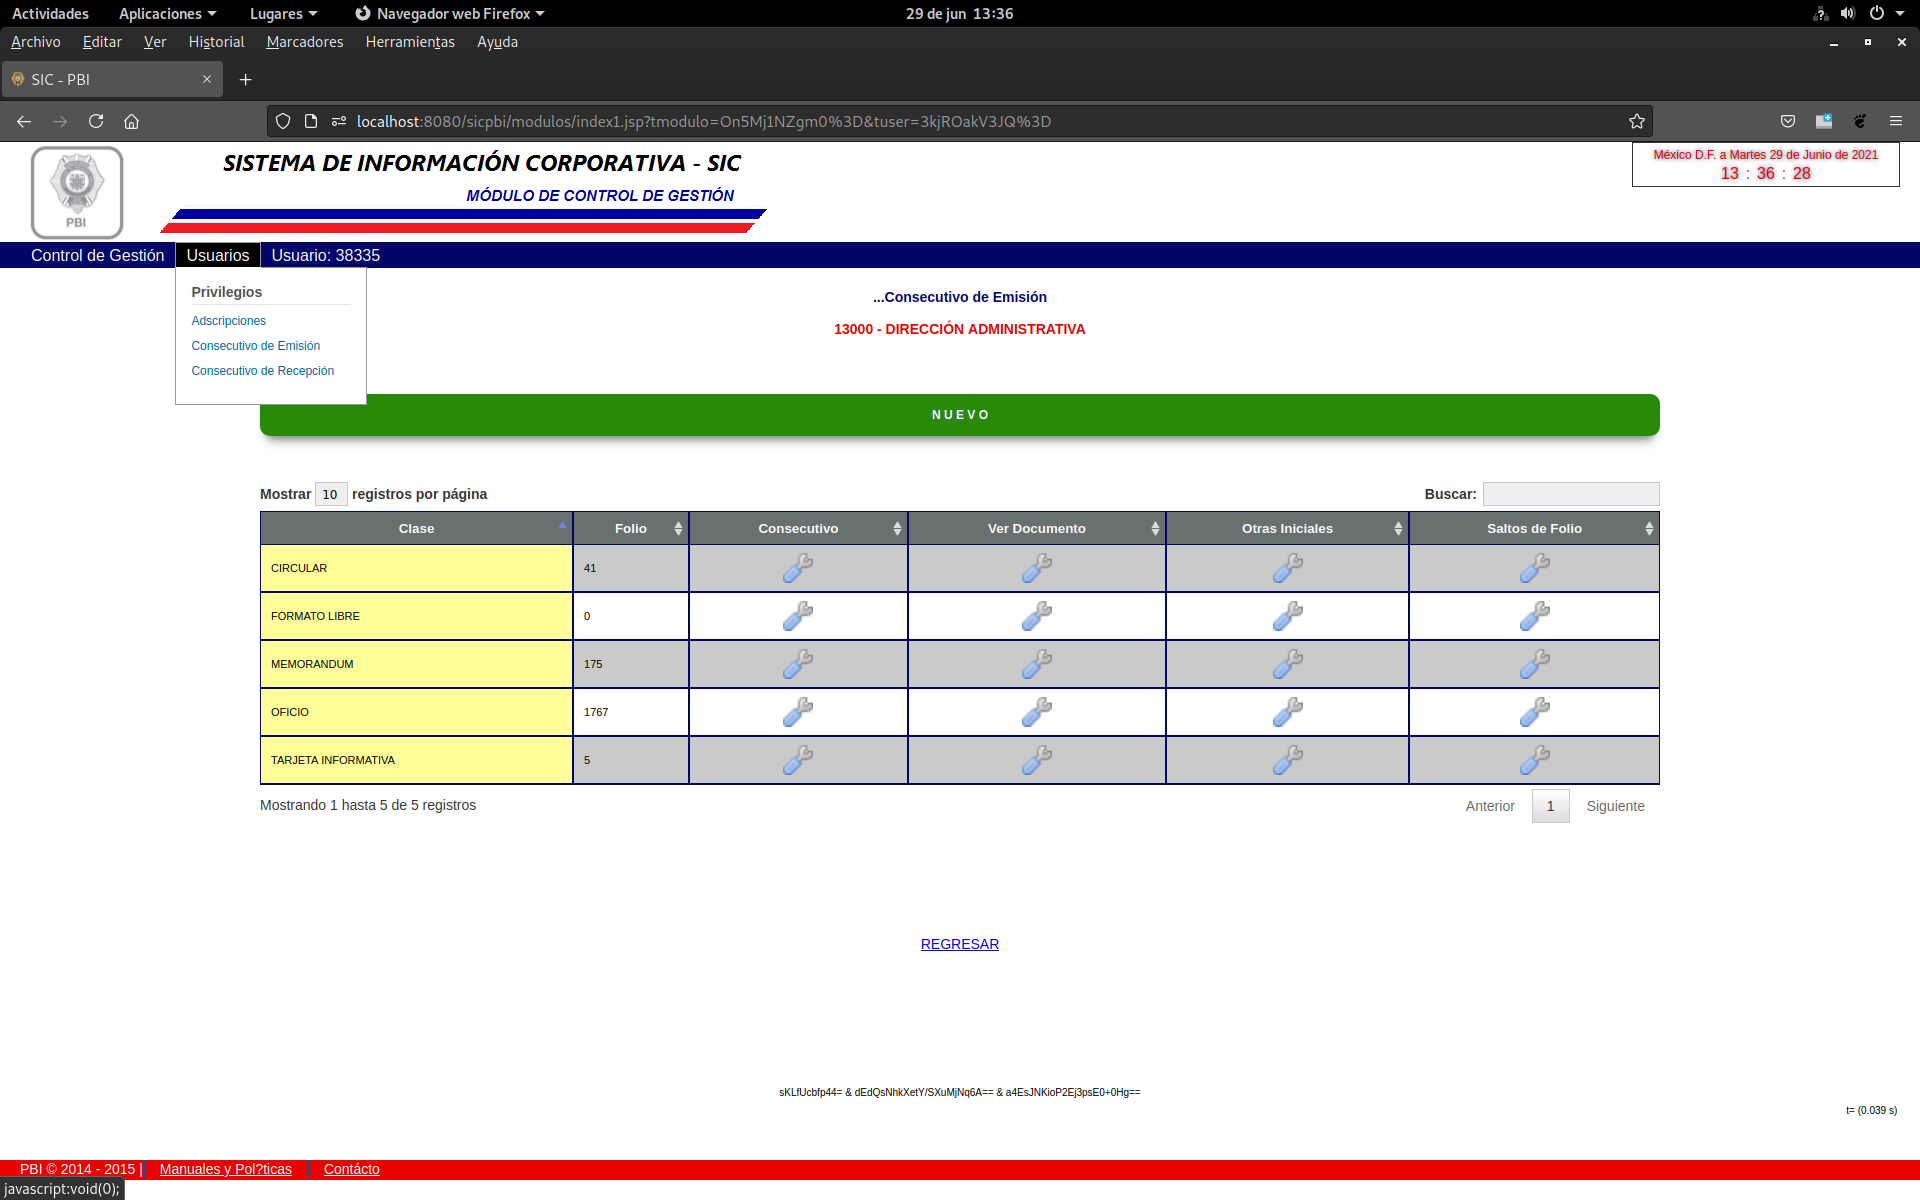 Actividades Aplicaciones Lugares Navegador web Firefox 29 de jun 13:36
Archivo Editar Ver Historial Marcadores Herramientas Ayuda
SIC - PBI
localhost:8080/sicpbi/modulos/index1.jsp?tmodulo=On5Mj1NZgm0%3D&tuser=3kjROakV3JQ%3D
SISTEMA DE INFORMACIÓN CORPORATIVA - SIC
MÓDULO DE CONTROL DE GESTIÓN
PBI
México D.F. a Martes 29 de Junio de 2021
13 : 36 : 28
Control de Gestión Usuarios Usuario: 38335
Privilegios
Adscripciones
Consecutivo de Emisión
Consecutivo de Recepción
...Consecutivo de Emisión
13000 - DIRECCIÓN ADMINISTRATIVA
NUEVO
Mostrar 10 registros por página Buscar:
Clase Folio Consecutivo Ver Documento Otras Iniciales Saltos de Folio
CIRCULAR 41
FORMATO LIBRE 0
MEMORANDUM 175
OFICIO 1767
TARJETA INFORMATIVA 5
Mostrando 1 hasta 5 de 5 registros Anterior 1 Siguiente
REGRESAR
sKLfUcbfp44= & dEdQsNhkXetY/SXuMjNq6A== & a4EsJNKioP2Ej3psE0+0Hg==
t= (0.039 s)
PBI © 2014 - 2015 | Manuales y Pol?ticas Contácto
javascript:void(0);